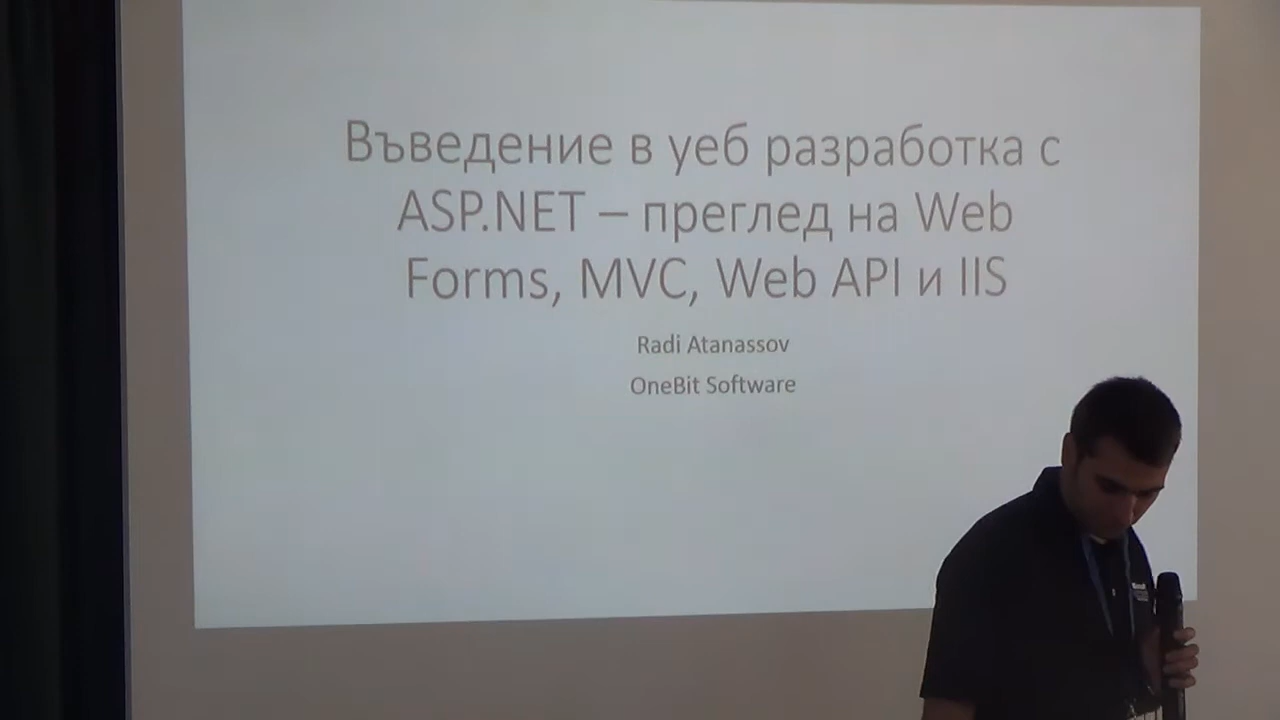 Въведение в уеб разработка с
ASP.NET – преглед на Web
Forms, MVC, Web API и IIS
Radi Atanassov
OneBit Software